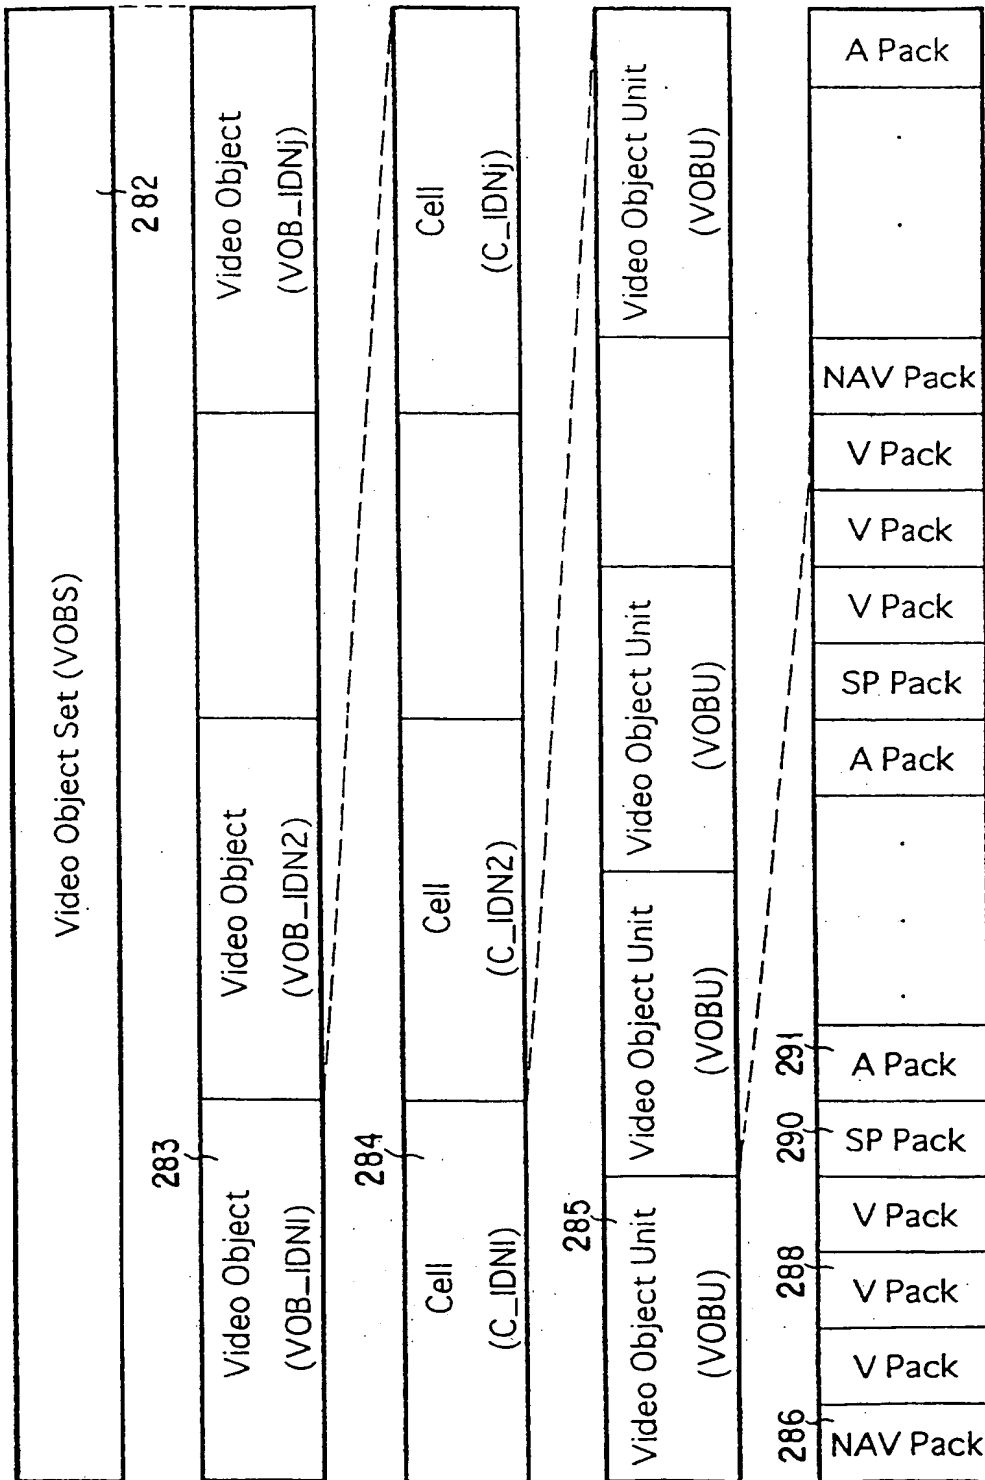 Video Object Set (VOBS)
282
283
Video Object
(VOB_IDN1)
Video Object
(VOB_IDN2)
Video Object
(VOB_IDNj)
284
Cell
(C_IDN1)
Cell
(C_IDN2)
Cell
(C_IDNj)
285
Video Object Unit
(VOBU)
Video Object Unit
(VOBU)
Video Object Unit
(VOBU)
Video Object Unit
(VOBU)
286
288
290
291
NAV Pack
V Pack
V Pack
V Pack
SP Pack
A Pack
. . .
A Pack
SP Pack
V Pack
V Pack
V Pack
NAV Pack
. .
A Pack